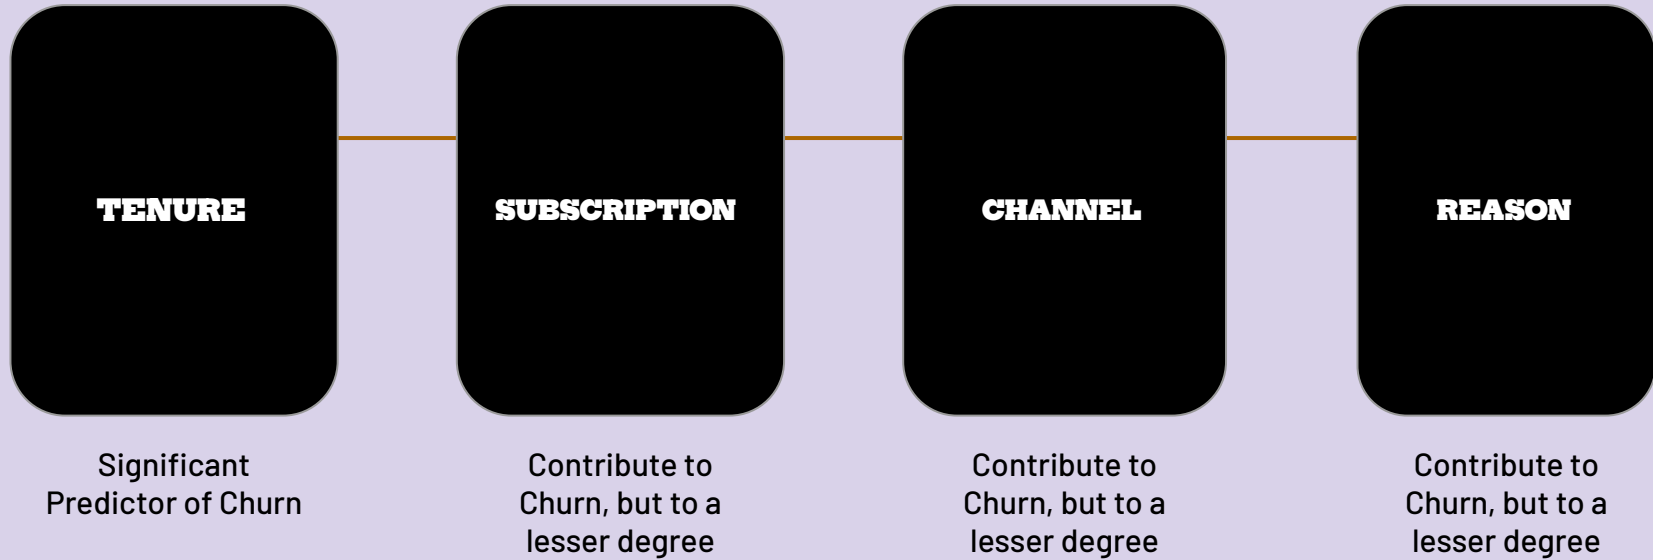 TENURE
SUBSCRIPTION
CHANNEL
REASON
Significant
Predictor of Churn
Contribute to
Churn, but to a
lesser degree
Contribute to
Churn, but to a
lesser degree
Contribute to
Churn, but to a
lesser degree